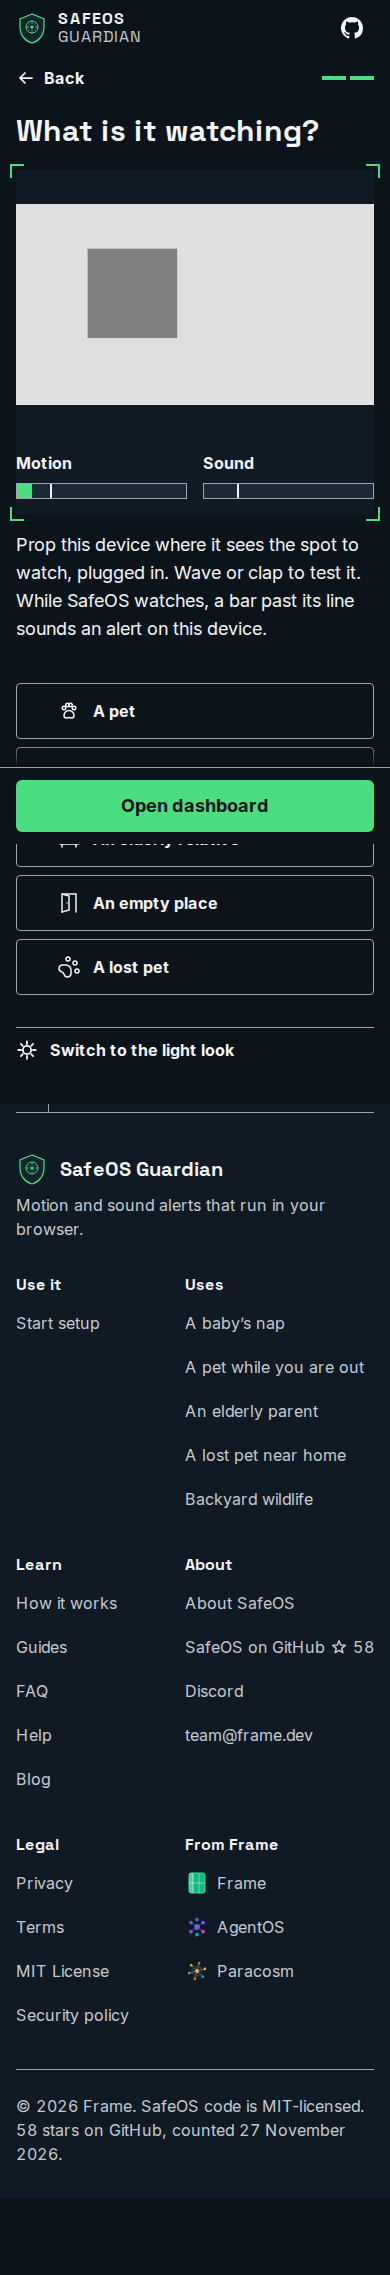 SAFEOS
GUARDIAN
Back
What is it watching?
Motion
Sound
Prop this device where it sees the spot to
watch, plugged in. Wave or clap to test it.
While SafeOS watches, a bar past its line
sounds an alert on this device.
A pet
Open dashboard
An empty place
A lost pet
Switch to the light look
SafeOS Guardian
Motion and sound alerts that run in your
browser.
Use it
Start setup
Uses
A baby’s nap
A pet while you are out
An elderly parent
A lost pet near home
Backyard wildlife
Learn
How it works
Guides
FAQ
Help
Blog
About
About SafeOS
SafeOS on GitHub ☆ 58
Discord
team@frame.dev
Legal
Privacy
Terms
MIT License
Security policy
From Frame
Frame
AgentOS
Paracosm
© 2026 Frame. SafeOS code is MIT-licensed.
58 stars on GitHub, counted 27 November
2026.